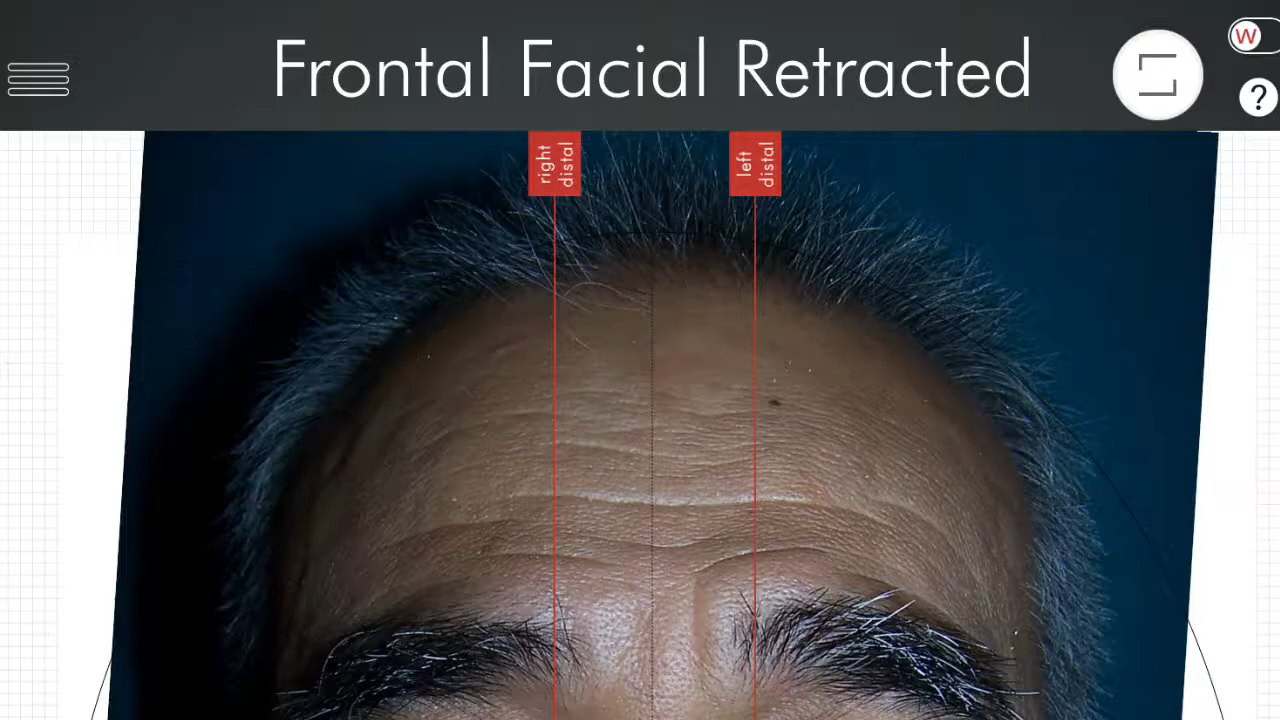 Frontal Facial Retracted
W
?
right
distal
left
distal